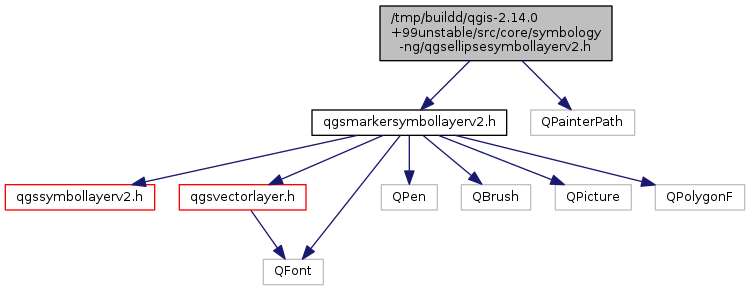 /tmp/buildd/qgis-2.14.0
+99unstable/src/core/symbology
-ng/qgsellipsesymbollayerv2.h
qgsmarkersymbollayerv2.h
QPainterPath
qgssymbollayerv2.h
qgsvectorlayer.h
QPen
QBrush
QPicture
QPolygonF
QFont